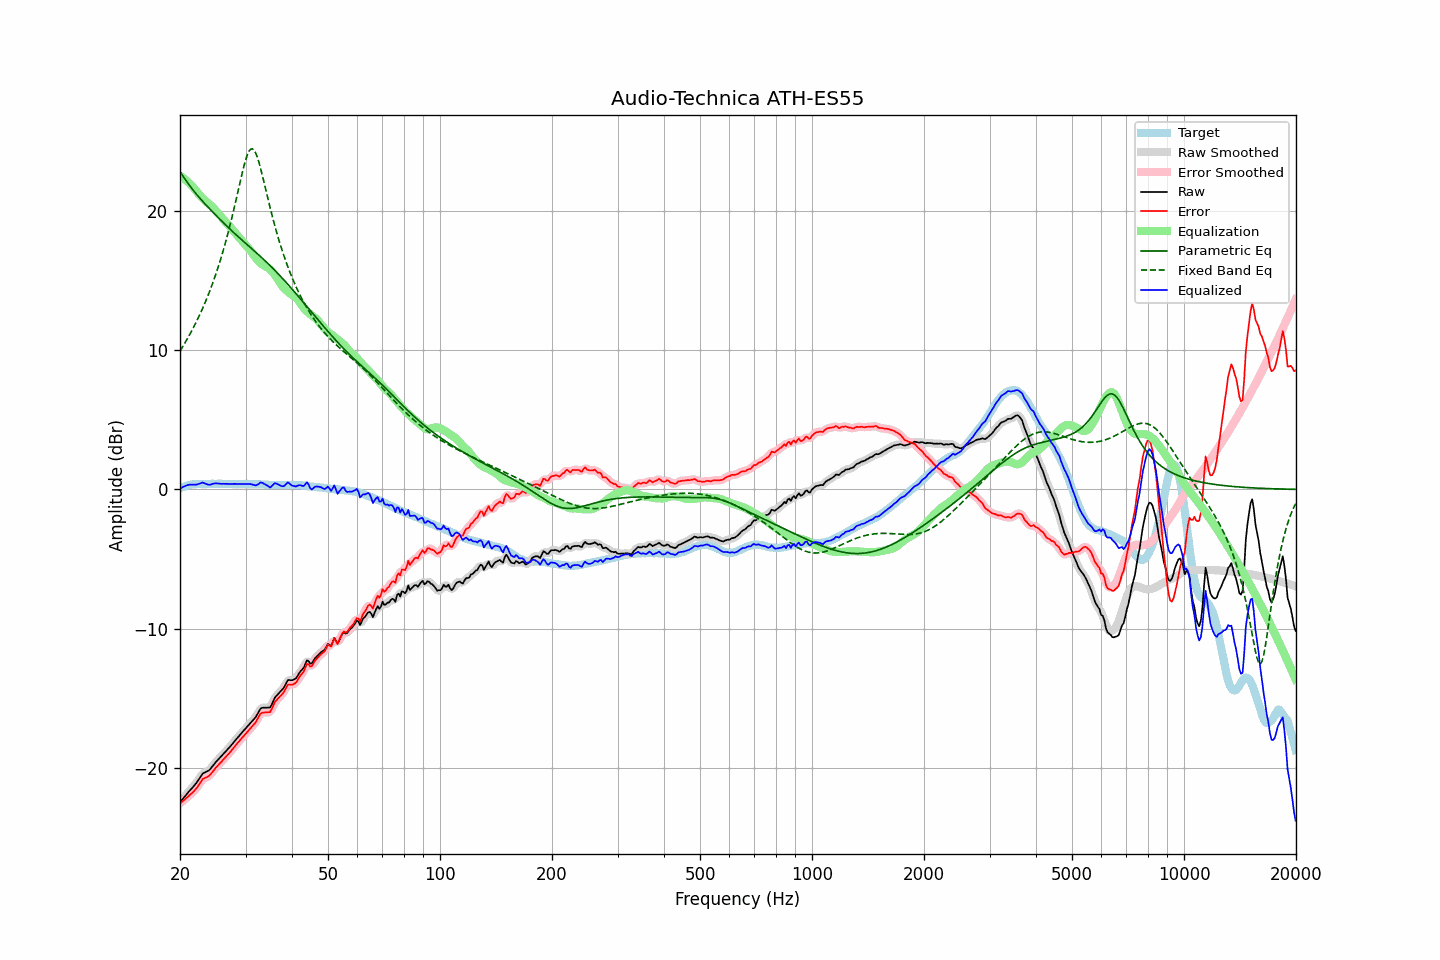 Audio-Technica ATH-ES55
Target
Raw Smoothed
Error Smoothed
Raw
Error
Equalization
Parametric Eq
Fixed Band Eq
Equalized
Amplitude (dBr)
20
10
0
−10
−20
20 50 100 200 500 1000 2000 5000 10000 20000
Frequency (Hz)